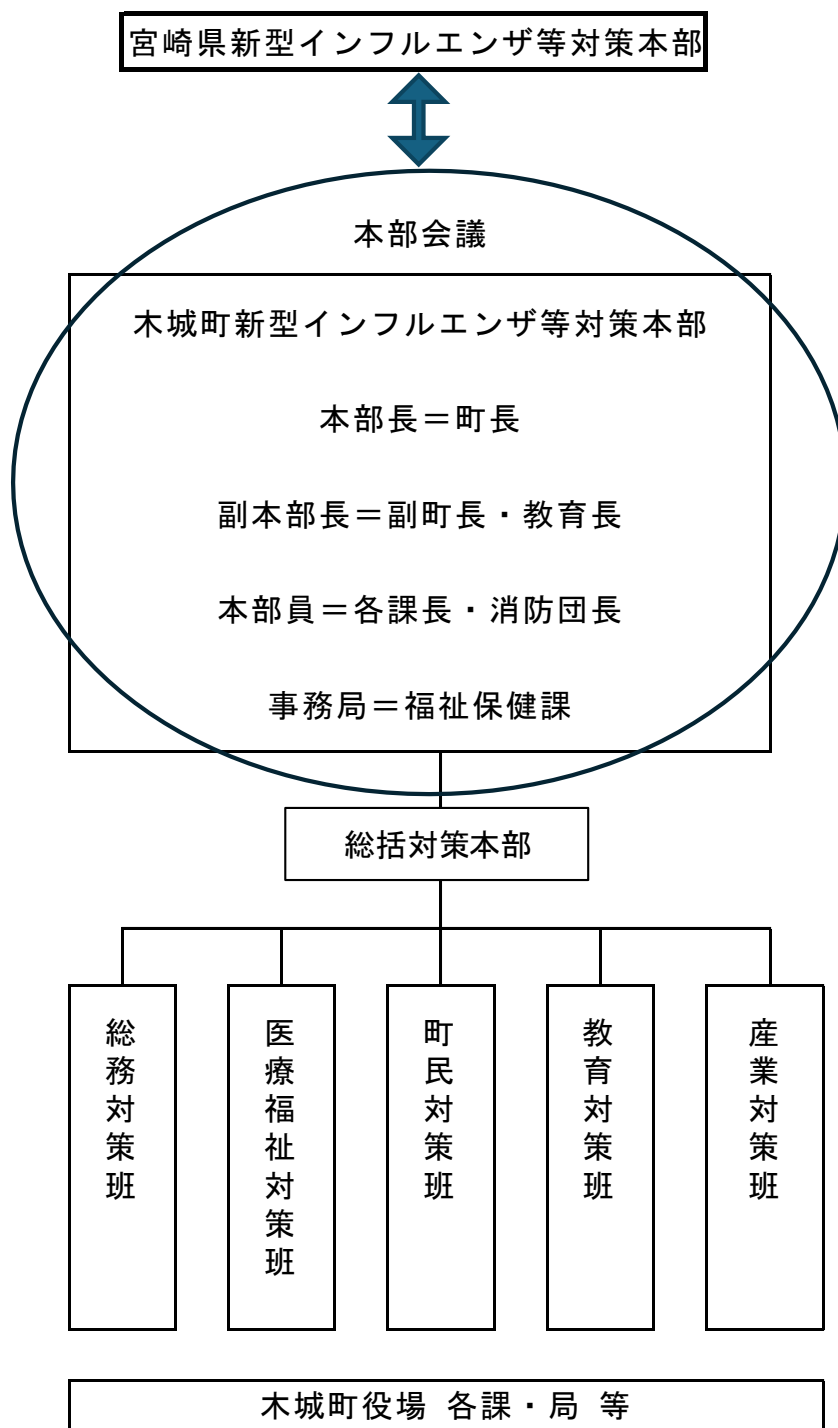 宮崎県新型インフルエンザ等対策本部
本部会議
木城町新型インフルエンザ等対策本部
本部長＝町長
副本部長＝副町長・教育長
本部員＝各課長・消防団長
事務局＝福祉保健課
総括対策本部
総務対策班
医療福祉対策班
町民対策班
教育対策班
産業対策班
木城町役場 各課・局 等